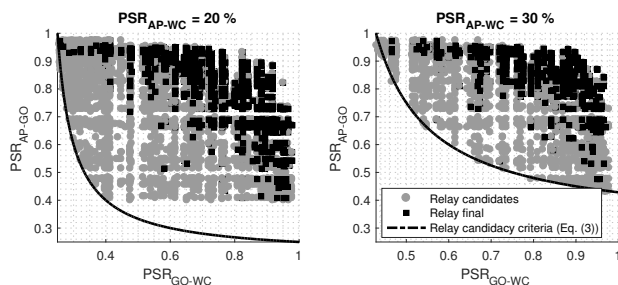 PSR_AP-WC = 20 %
1
0.9
0.8
0.7
0.6
0.5
0.4
0.3
PSR_AP-GO
0.4
0.6
0.8
1
PSR_GO-WC
PSR_AP-WC = 30 %
1
0.9
0.8
0.7
0.6
0.5
0.4
0.3
PSR_AP-GO
0.5
0.6
0.7
0.8
0.9
1
PSR_GO-WC
Relay candidates
Relay final
Relay candidacy criteria (Eq. (3))